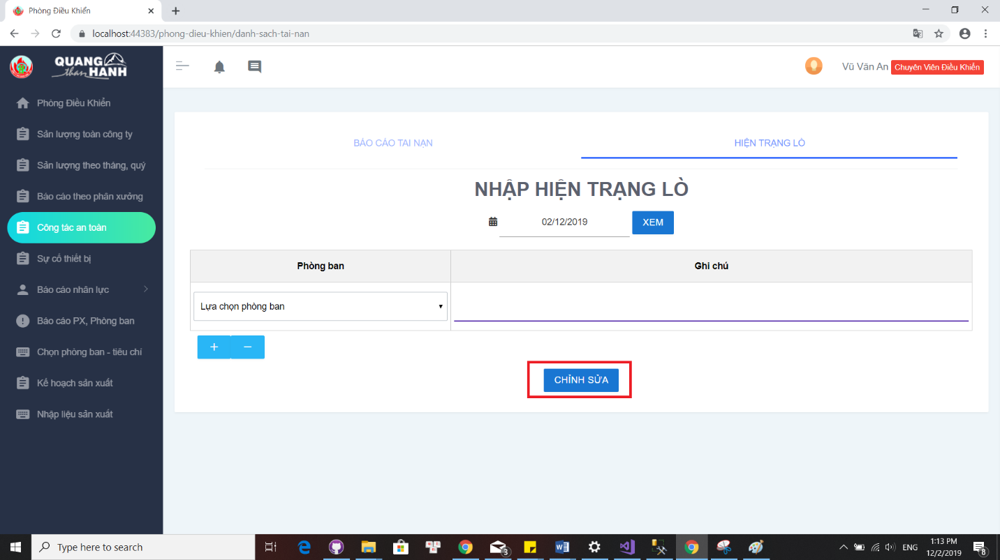 Phòng Điều Khiển
localhost:44383/phong-dieu-khien/danh-sach-tai-nan
QUANG
than HANH
Vũ Văn An Chuyên Viên Điều Khiển
Phòng Điều Khiển
Sản lượng toàn công ty
Sản lượng theo tháng, quý
Báo cáo theo phân xưởng
Công tác an toàn
Sự cố thiết bị
Báo cáo nhân lực
Báo cáo PX, Phòng ban
Chọn phòng ban - tiêu chí
Kế hoạch sản xuất
Nhập liệu sản xuất
BÁO CÁO TAI NẠN
HIỆN TRẠNG LÒ
NHẬP HIỆN TRẠNG LÒ
02/12/2019
XEM
Phòng ban
Ghi chú
Lựa chọn phòng ban
+
−
CHỈNH SỬA
Type here to search
3
ENG
1:13 PM
12/2/2019
8